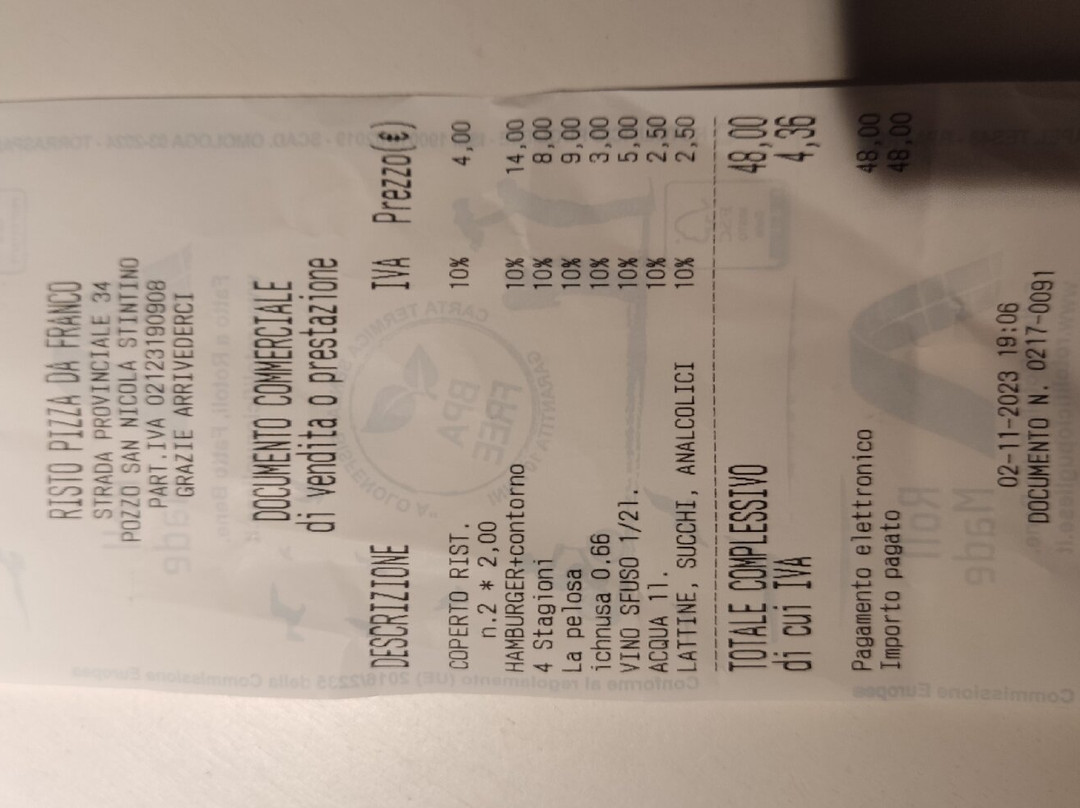 RISTO PIZZA DA FRANCO
STRADA PROVINCIALE 34
POZZO SAN NICOLA STINTINO
PART.IVA 02123190908
GRAZIE ARRIVEDERCI
DOCUMENTO COMMERCIALE
di vendita o prestazione
DESCRIZIONE IVA Prezzo(€)
COPERTO RIST. 10% 4,00
n.2 * 2,00
HAMBURGER+contorno 10% 14,00
4 Stagioni 10% 8,00
La pelosa 10% 9,00
ichnusa 0.66 10% 3,00
VINO SFUSO 1/2l. 10% 5,00
ACQUA 1l. 10% 2,50
LATTINE, SUCCHI, ANALCOLICI 10% 2,50
TOTALE COMPLESSIVO 48,00
di cui IVA 4,36
Pagamento elettronico 48,00
Importo pagato 48,00
02-11-2023 19:06
DOCUMENTO N. 0217-0091
CARTA TERMICA
BPA
FREE